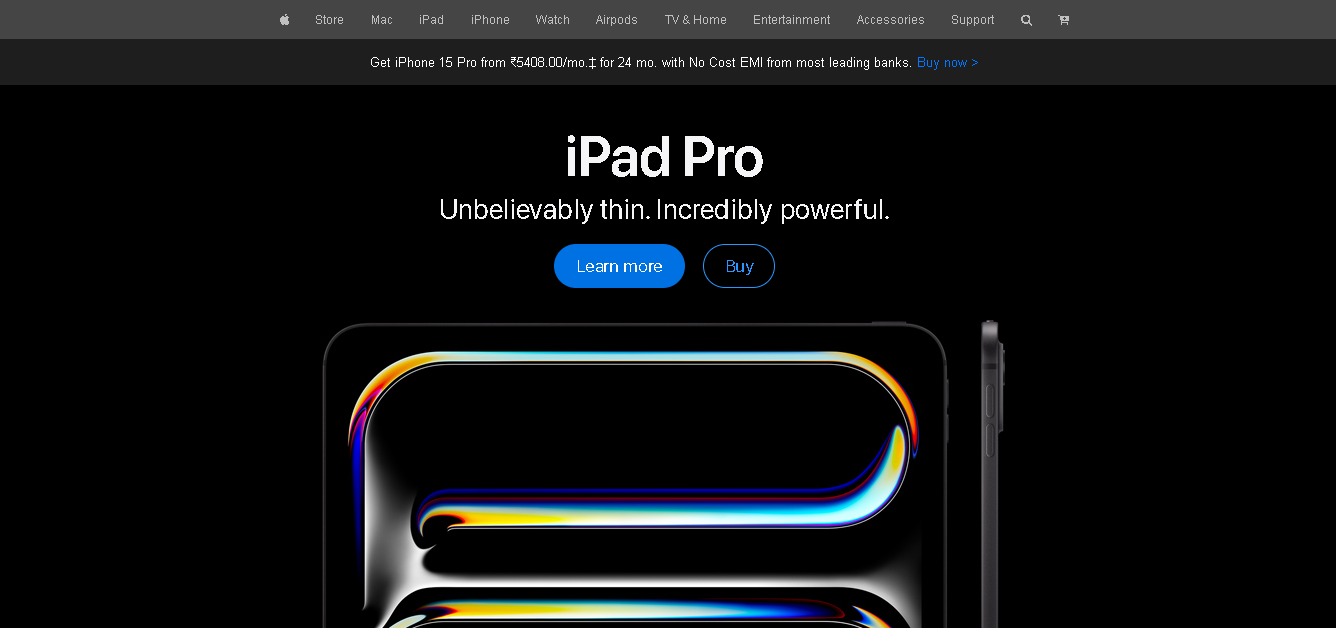 Store Mac iPad iPhone Watch Airpods TV & Home Entertainment Accessories Support
Get iPhone 15 Pro from ₹5408.00/mo.‡ for 24 mo. with No Cost EMI from most leading banks. Buy now >
iPad Pro
Unbelievably thin. Incredibly powerful.
Learn more Buy